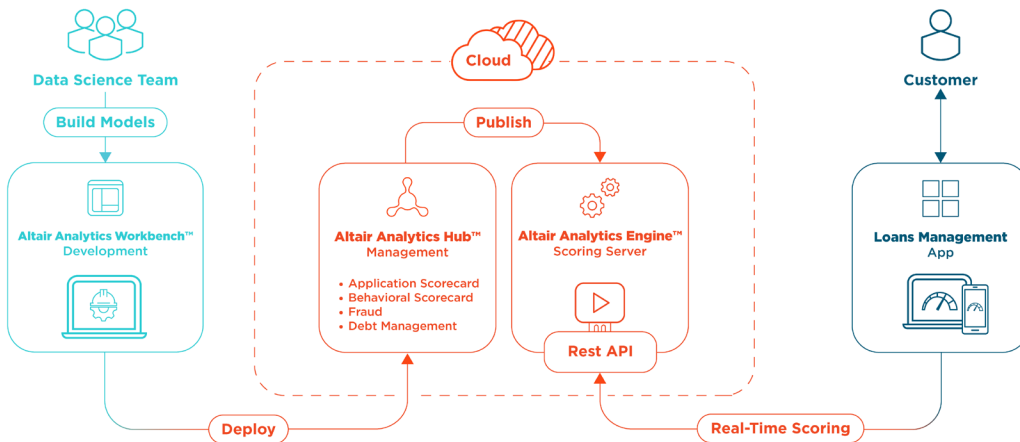 Data Science Team
Build Models
Altair Analytics Workbench™
Development
Cloud
Publish
Altair Analytics Hub™
Management
• Application Scorecard
• Behavioral Scorecard
• Fraud
• Debt Management
Altair Analytics Engine™
Scoring Server
Rest API
Customer
Loans Management
App
Deploy
Real-Time Scoring